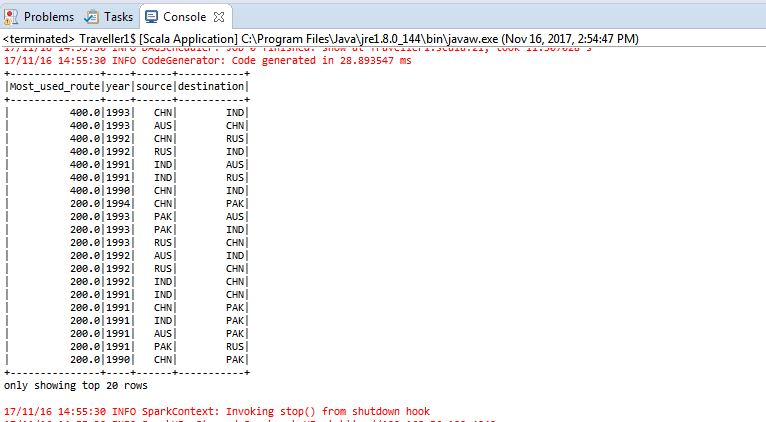 Problems Tasks Console
<terminated> Traveller1$ [Scala Application] C:\Program Files\Java\jre1.8.0_144\bin\javaw.exe (Nov 16, 2017, 2:54:47 PM)
17/11/16 14:55:30 INFO CodeGenerator: Code generated in 28.893547 ms
+---------------+----+------+-----------+
|Most_used_route|year|source|destination|
+---------------+----+------+-----------+
|          400.0|1993|   CHN|        IND|
|          400.0|1993|   AUS|        CHN|
|          400.0|1992|   CHN|        RUS|
|          400.0|1992|   RUS|        IND|
|          400.0|1991|   IND|        AUS|
|          400.0|1991|   IND|        RUS|
|          400.0|1990|   CHN|        IND|
|          200.0|1994|   CHN|        PAK|
|          200.0|1993|   PAK|        AUS|
|          200.0|1993|   PAK|        IND|
|          200.0|1993|   RUS|        CHN|
|          200.0|1992|   AUS|        IND|
|          200.0|1992|   RUS|        CHN|
|          200.0|1992|   IND|        CHN|
|          200.0|1991|   IND|        CHN|
|          200.0|1991|   CHN|        PAK|
|          200.0|1991|   IND|        PAK|
|          200.0|1991|   AUS|        PAK|
|          200.0|1991|   PAK|        RUS|
|          200.0|1990|   CHN|        PAK|
+---------------+----+------+-----------+
only showing top 20 rows
17/11/16 14:55:30 INFO SparkContext: Invoking stop() from shutdown hook